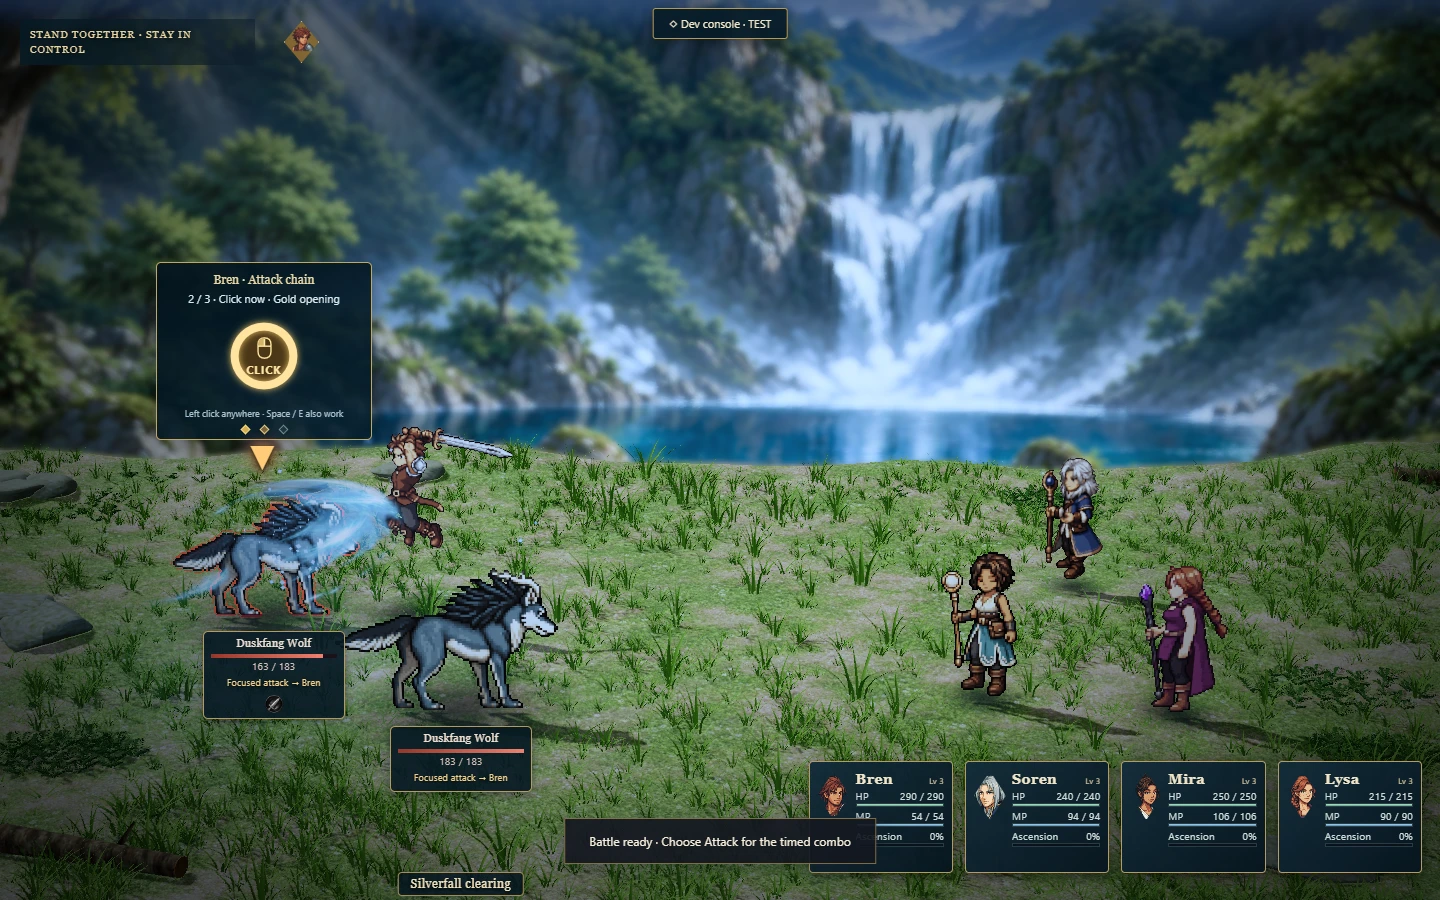 STAND TOGETHER · STAY IN
CONTROL
◇ Dev console · TEST
Bren · Attack chain
2 / 3 · Click now · Gold opening
CLICK
Left click anywhere · Space / E also work
Duskfang Wolf
163 / 183
Focused attack → Bren
Duskfang Wolf
183 / 183
Focused attack → Bren
Bren Lv 3
HP 290 / 290
MP 54 / 54
0%
Soren Lv 3
HP 240 / 240
MP 94 / 94
Ascension 0%
Mira Lv 3
HP 250 / 250
MP 106 / 106
Ascension 0%
Lysa Lv 3
HP 215 / 215
MP 90 / 90
Ascension 0%
Battle ready · Choose Attack for the timed combo
Silverfall clearing